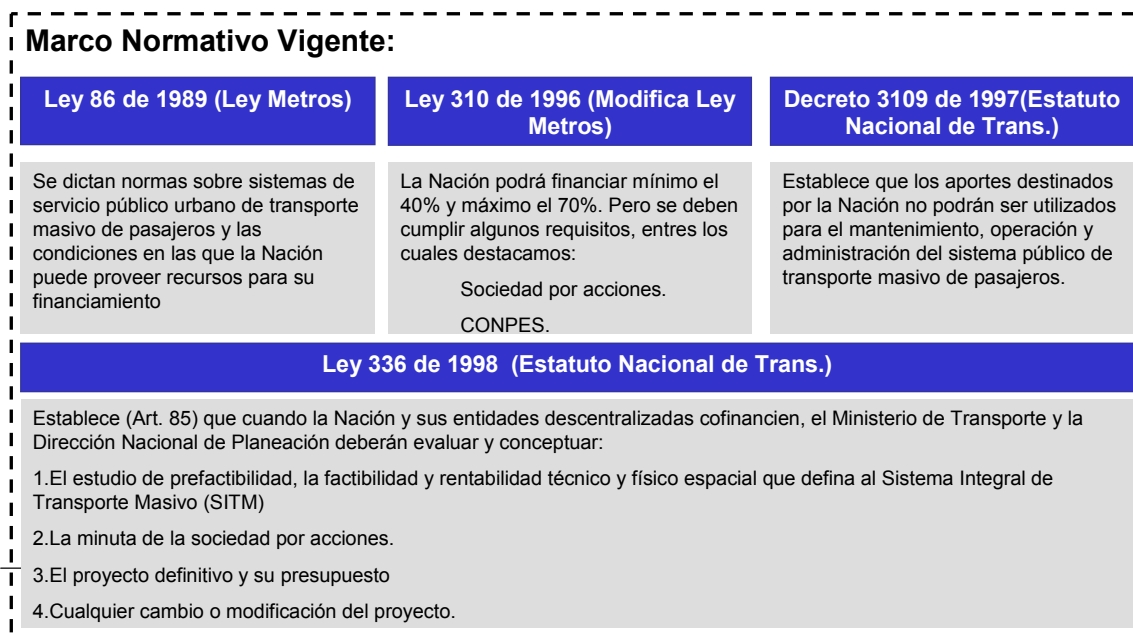 Marco Normativo Vigente:
Ley 86 de 1989 (Ley Metros)
Se dictan normas sobre sistemas de
servicio público urbano de transporte
masivo de pasajeros y las
condiciones en las que la Nación
puede proveer recursos para su
financiamiento
Ley 310 de 1996 (Modifica Ley
Metros)
La Nación podrá financiar mínimo el
40% y máximo el 70%. Pero se deben
cumplir algunos requisitos, entres los
cuales destacamos:
Sociedad por acciones.
CONPES.
Decreto 3109 de 1997(Estatuto
Nacional de Trans.)
Establece que los aportes destinados
por la Nación no podrán ser utilizados
para el mantenimiento, operación y
administración del sistema público de
transporte masivo de pasajeros.
Ley 336 de 1998 (Estatuto Nacional de Trans.)
Establece (Art. 85) que cuando la Nación y sus entidades descentralizadas cofinancien, el Ministerio de Transporte y la
Dirección Nacional de Planeación deberán evaluar y conceptuar:
1.El estudio de prefactibilidad, la factibilidad y rentabilidad técnico y físico espacial que defina al Sistema Integral de
Transporte Masivo (SITM)
2.La minuta de la sociedad por acciones.
3.El proyecto definitivo y su presupuesto
4.Cualquier cambio o modificación del proyecto.